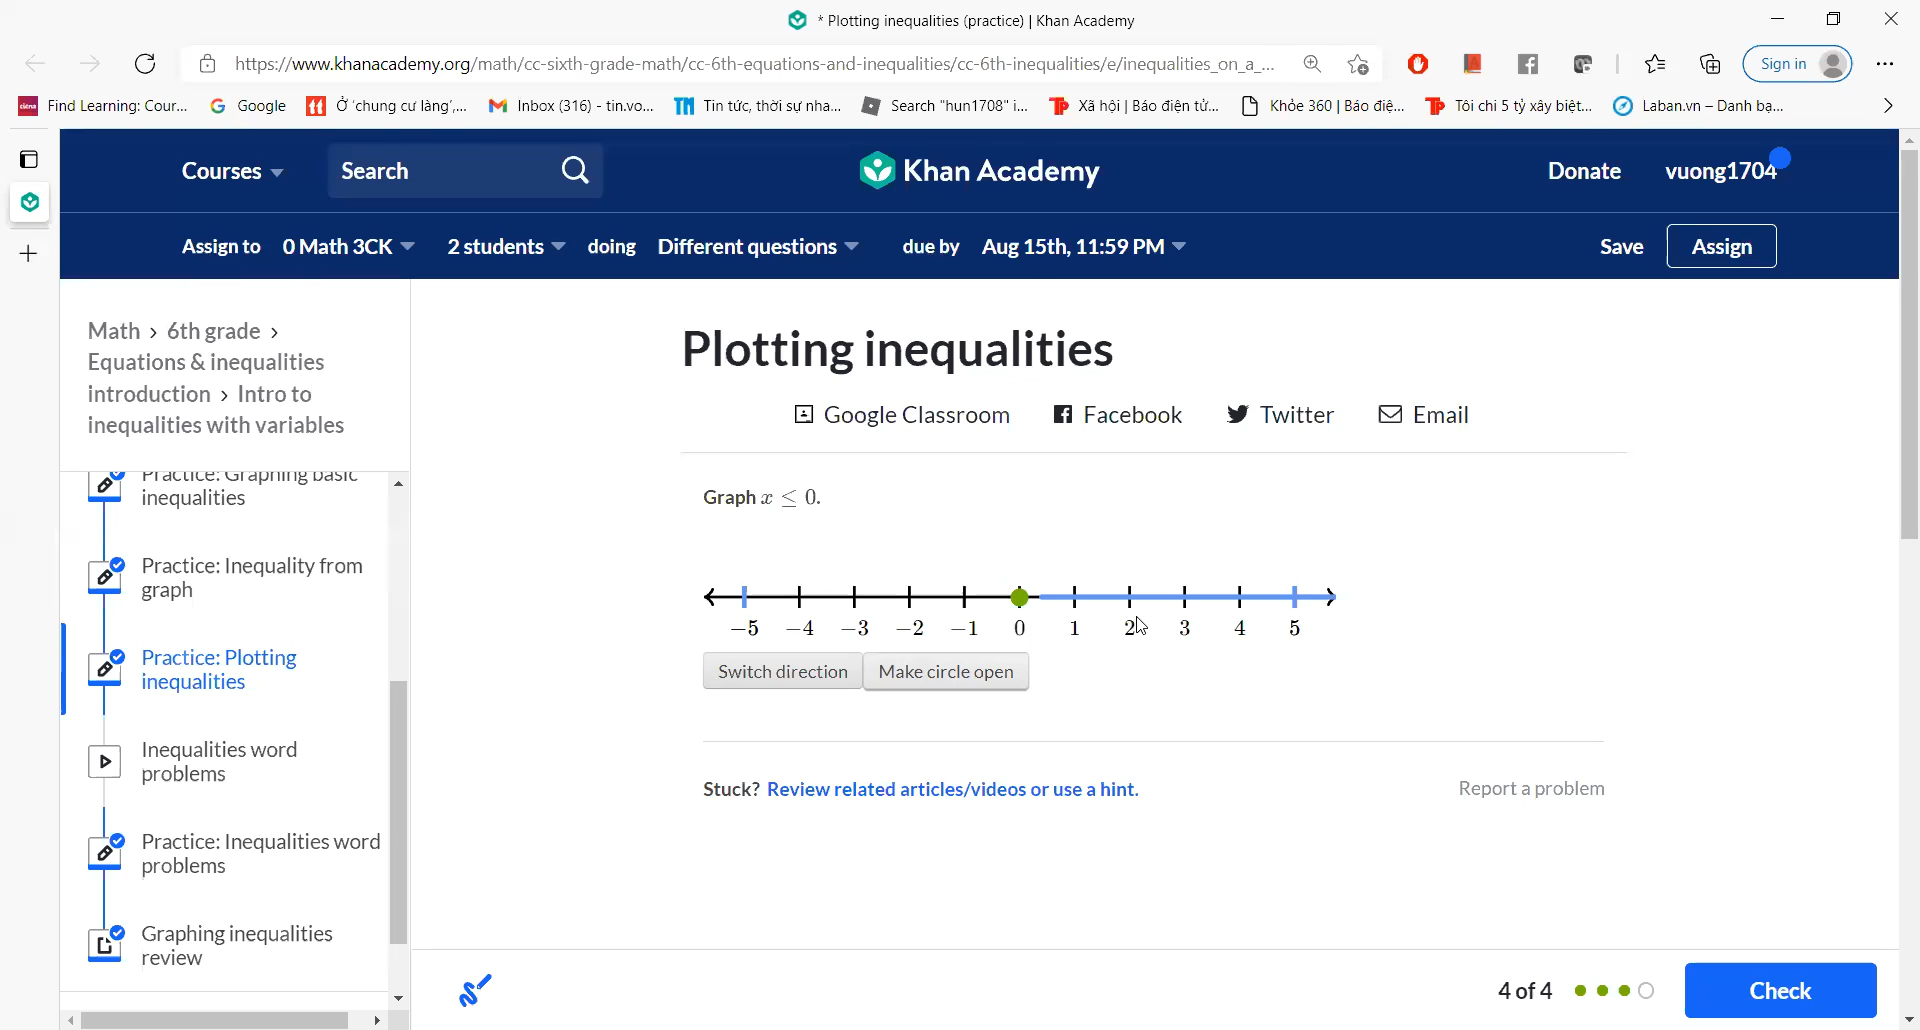 * Plotting inequalities (practice) | Khan Academy
https://www.khanacademy.org/math/cc-sixth-grade-math/cc-6th-equations-and-inequalities/cc-6th-inequalities/e/inequalities_on_a_...
Sign in
Find Learning: Cour...
Google
Ở 'chung cư làng',...
Inbox (316) - tin.vo...
Tin tức, thời sự nha...
Search "hun1708" i...
Xã hội | Báo điện tử...
Khỏe 360 | Báo điệ...
Tôi chi 5 tỷ xây biệt...
Laban.vn – Danh bạ...
Courses
Search
Khan Academy
Donate
vuong1704
Assign to 0 Math 3CK 2 students doing Different questions due by Aug 15th, 11:59 PM
Save
Assign
Math › 6th grade ›
Equations & inequalities
introduction › Intro to
inequalities with variables
Practice: Graphing basic
inequalities
Practice: Inequality from
graph
Practice: Plotting
inequalities
Inequalities word
problems
Practice: Inequalities word
problems
Graphing inequalities
review
Plotting inequalities
Google Classroom
Facebook
Twitter
Email
Graph x ≤ 0.
−5 −4 −3 −2 −1 0 1 2 3 4 5
Switch direction
Make circle open
Stuck? Review related articles/videos or use a hint.
Report a problem
4 of 4
Check